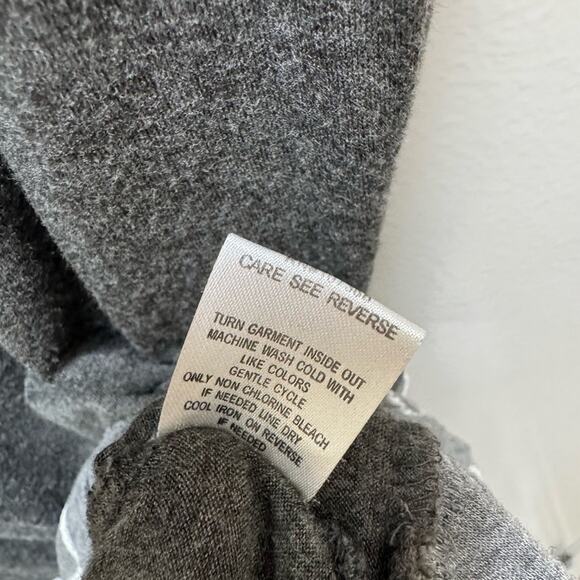 CARE SEE REVERSE
TURN GARMENT INSIDE OUT
MACHINE WASH COLD WITH
LIKE COLORS
GENTLE CYCLE
ONLY NON CHLORINE BLEACH
IF NEEDED LINE DRY
COOL IRON ON REVERSE
IF NEEDED